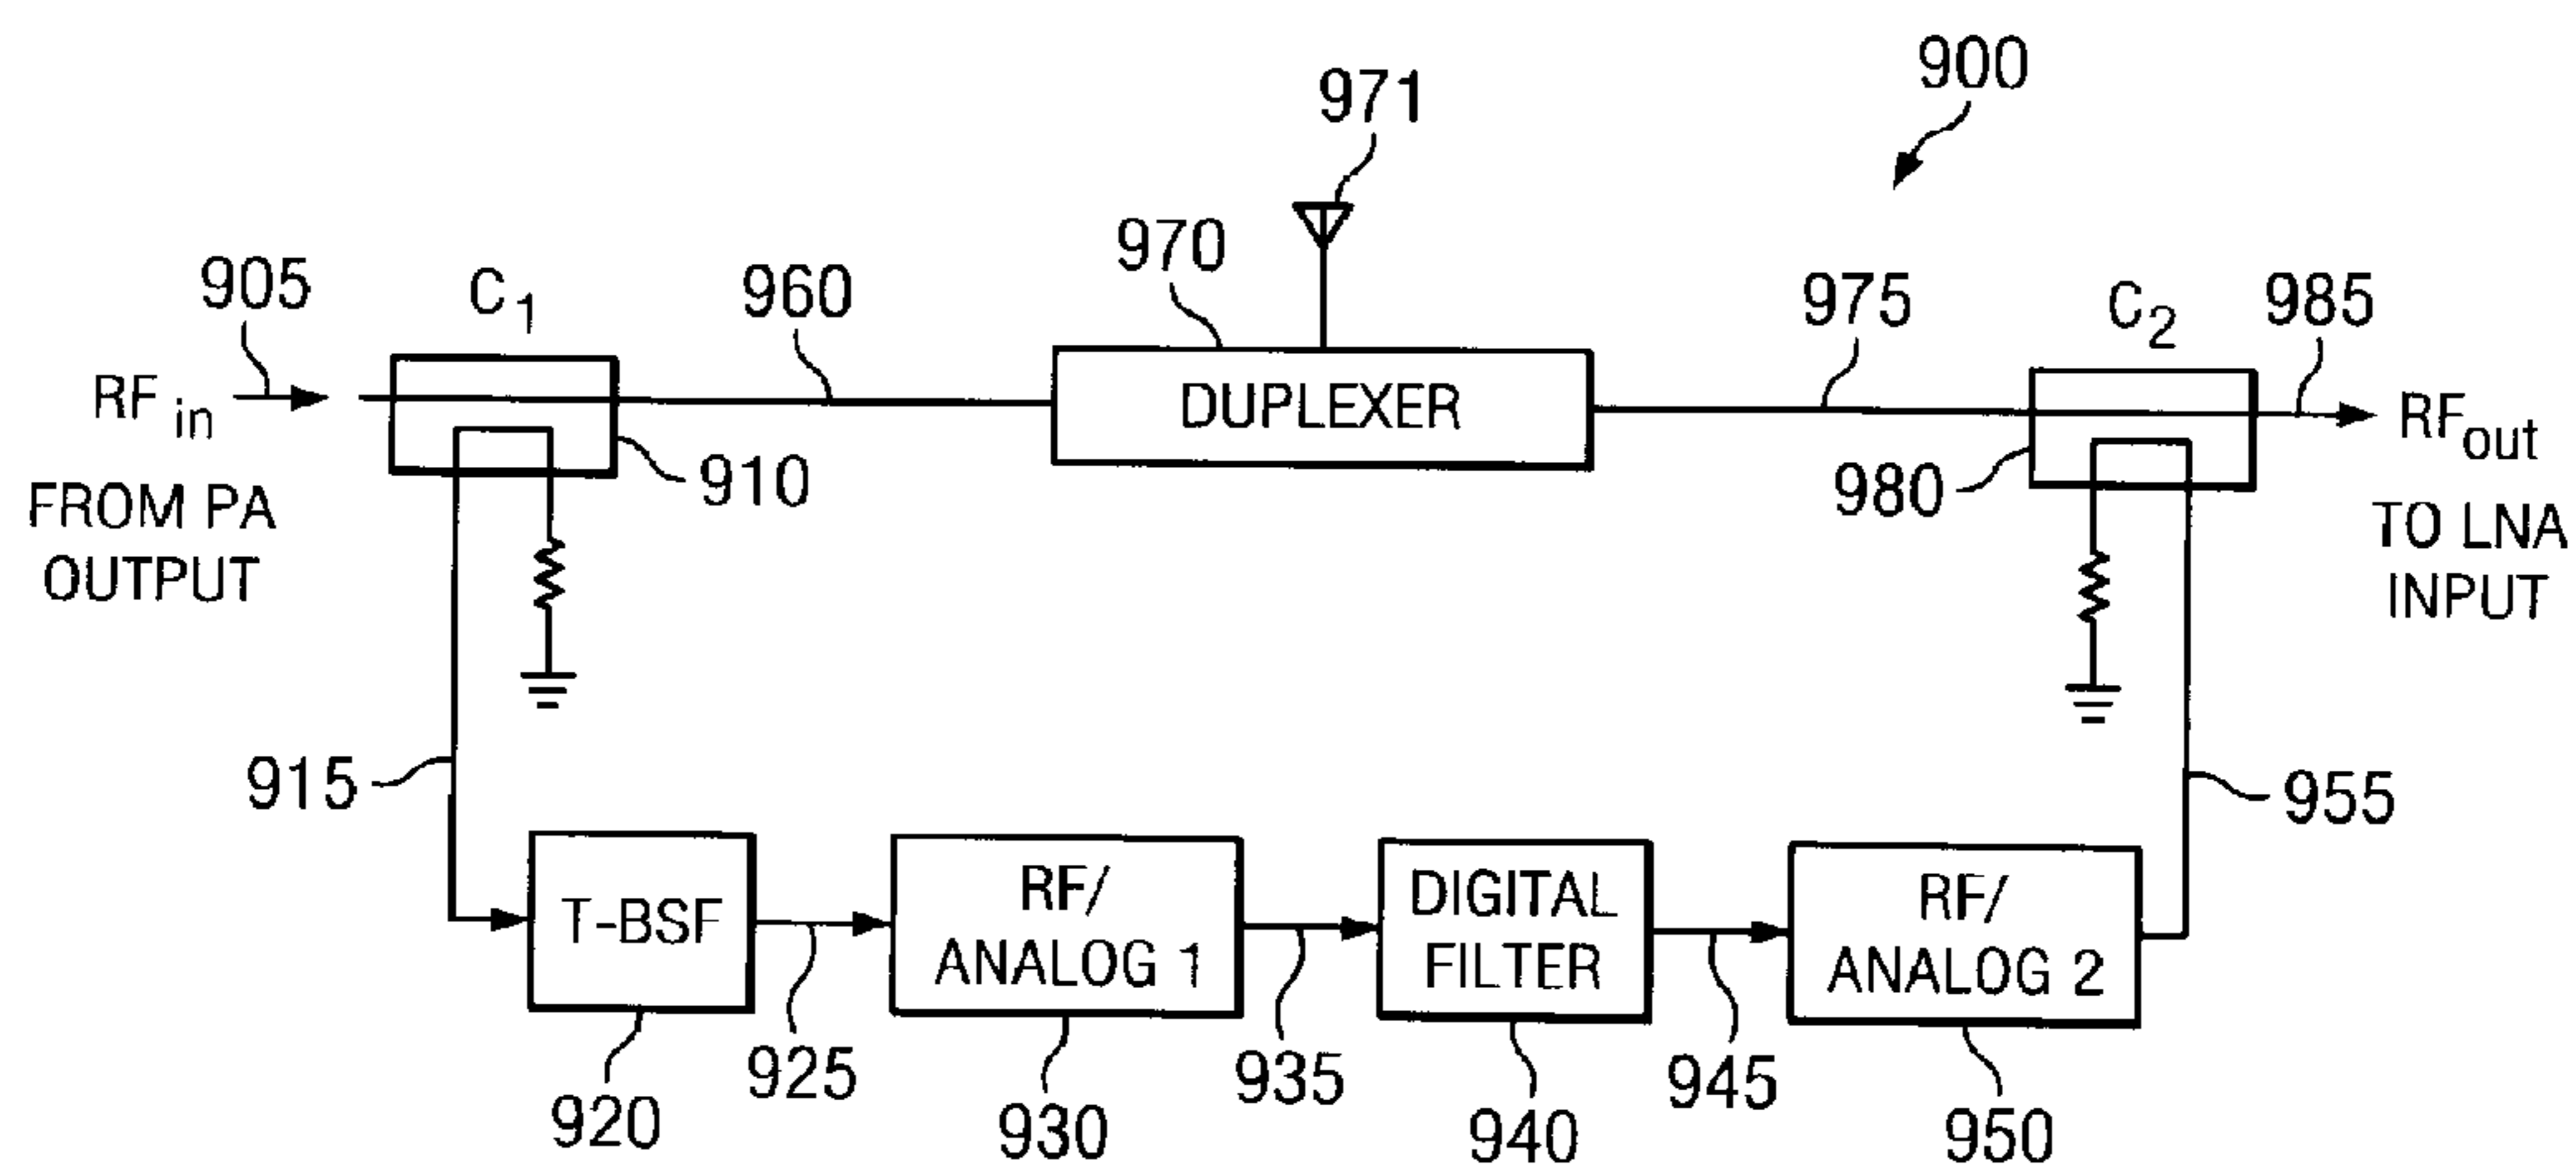 900
971
970
905
C1
960
975
C2
985
RFin
DUPLEXER
RFout
910
980
FROM PA
OUTPUT
TO LNA
INPUT
915
955
T-BSF
RF/
ANALOG 1
DIGITAL
FILTER
RF/
ANALOG 2
925
935
945
920
930
940
950